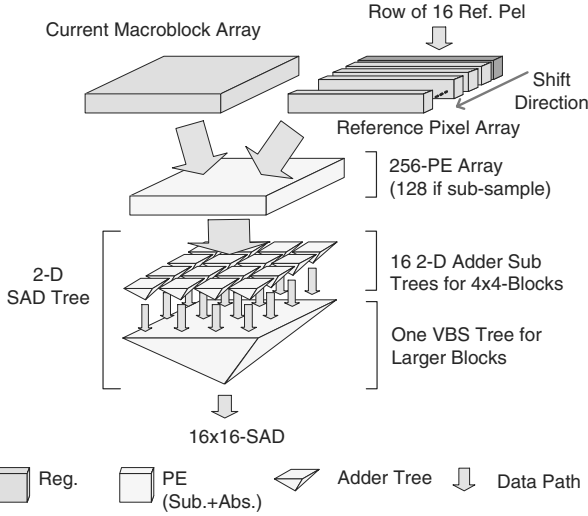 Row of 16 Ref. Pel
Current Macroblock Array
Shift
Direction
Reference Pixel Array
256-PE Array
(128 if sub-sample)
2-D
SAD Tree
16 2-D Adder Sub
Trees for 4x4-Blocks
One VBS Tree for
Larger Blocks
16x16-SAD
Reg.
PE
(Sub.+Abs.)
Adder Tree
Data Path